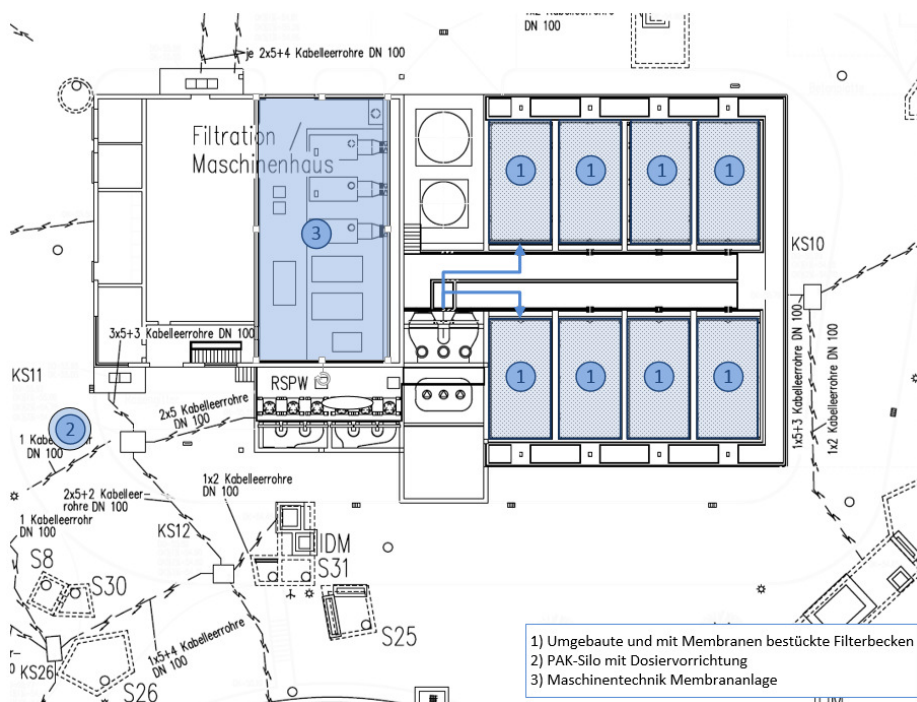 1x2 Kabelleerrohre
DN 100
je 2x5+4 Kabelleerrohre DN 100
Filtration
Maschinenhaus
1
1
1
1
3
KS10
3x5+3 Kabelleerrohre DN 100
1x5+3 Kabelleerrohre DN 100
1x2 Kabelleerrohre DN 100
KS11
RSPW
1
1
1
1
2
2x5 Kabelleerrohre
DN 100
DN 100
2x5+2 Kabelleer-
rohre DN 100
1x2 Kabelleerrohre
DN 100
1 Kabelleerrohr
DN 100
KS12
IDM
S31
S8
S30
S25
1x5+4 Kabelleerrohre
DN 100
KS26
S26
1) Umgebaute und mit Membranen bestückte Filterbecken
2) PAK-Silo mit Dosiervorrichtung
3) Maschinentechnik Membrananlage